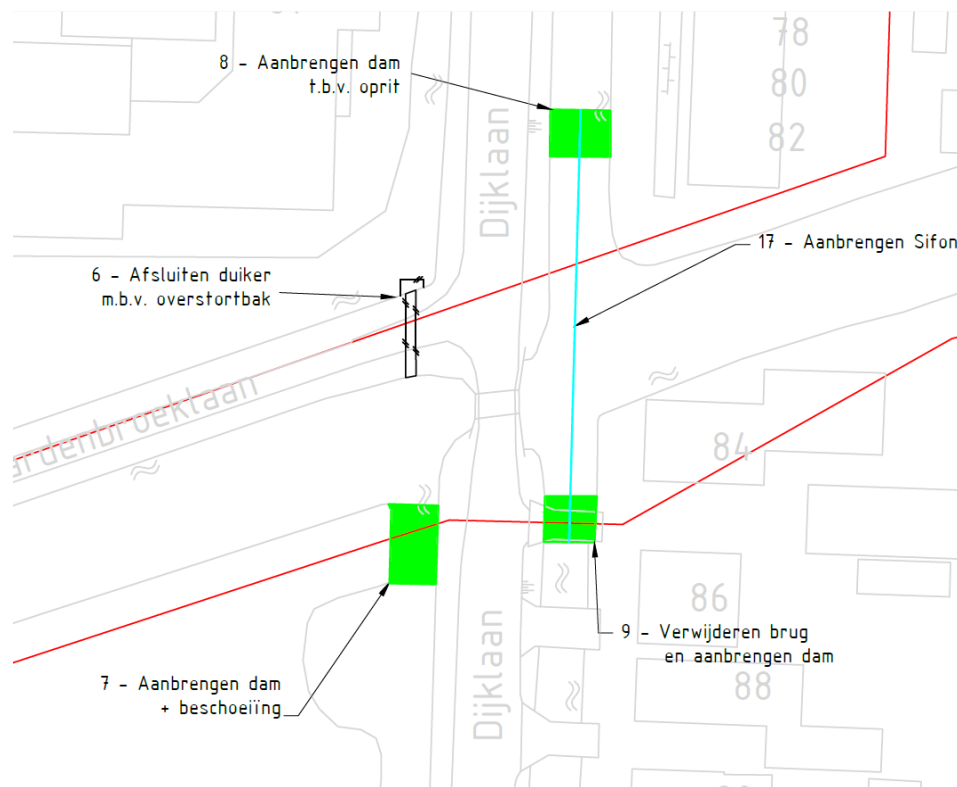 78
80
82
8 - Aanbrengen dam
t.b.v. oprit
Dijklaan
17 - Aanbrengen Sifon
6 - Afsluiten duiker
m.b.v. overstortbak
ardenbroeklaan
84
86
9 - Verwijderen brug
en aanbrengen dam
7 - Aanbrengen dam
+ beschoeiïng
Dijklaan
88